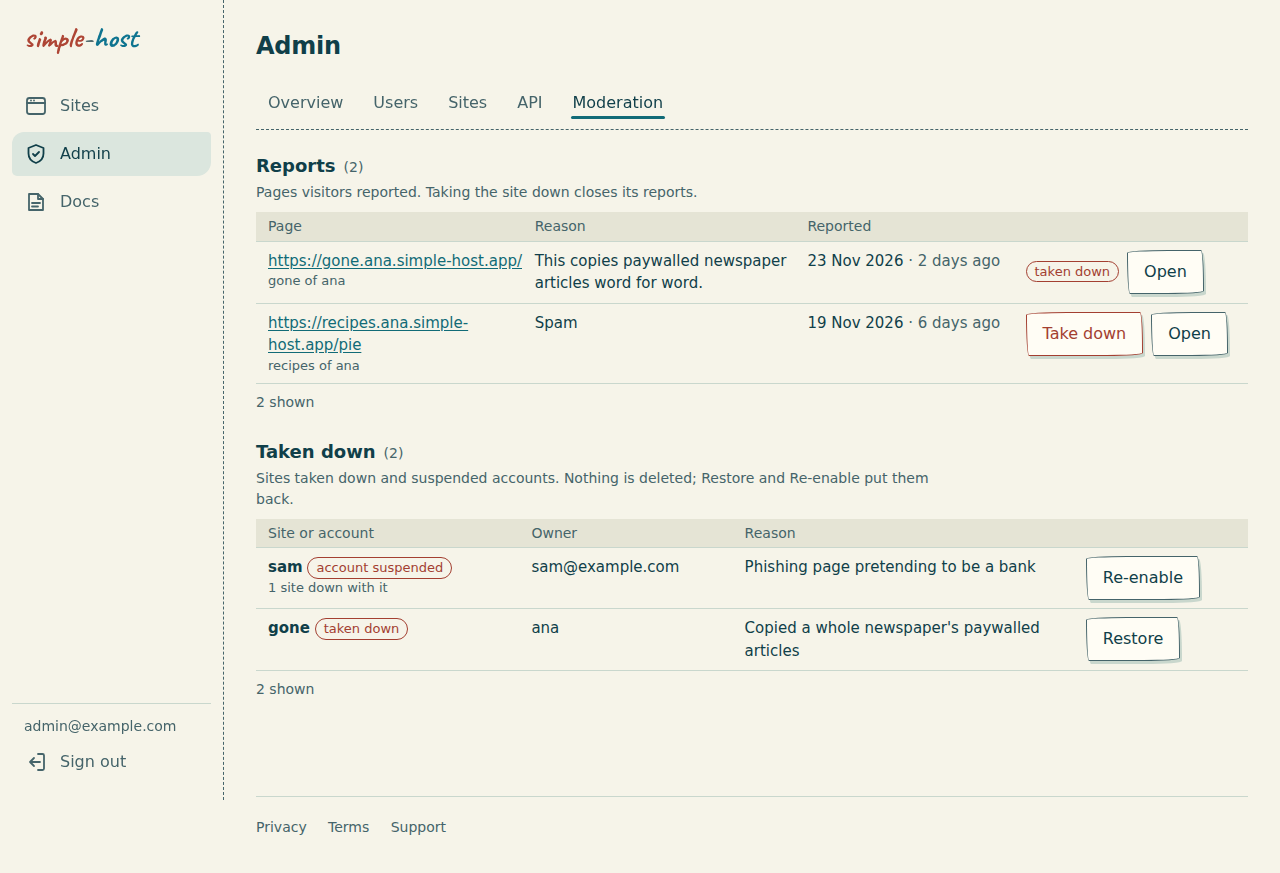 simple-host
Sites
Admin
Docs
admin@example.com
Sign out
Admin
Overview Users Sites API Moderation
Reports (2)
Pages visitors reported. Taking the site down closes its reports.
Page Reason Reported
https://gone.ana.simple-host.app/ This copies paywalled newspaper 23 Nov 2026 · 2 days ago taken down Open
gone of ana articles word for word.
https://recipes.ana.simple- Spam 19 Nov 2026 · 6 days ago Take down Open
host.app/pie
recipes of ana
2 shown
Taken down (2)
Sites taken down and suspended accounts. Nothing is deleted; Restore and Re-enable put them
back.
Site or account Owner Reason
sam account suspended sam@example.com Phishing page pretending to be a bank Re-enable
1 site down with it
gone taken down ana Copied a whole newspaper's paywalled Restore
articles
2 shown
Privacy Terms Support